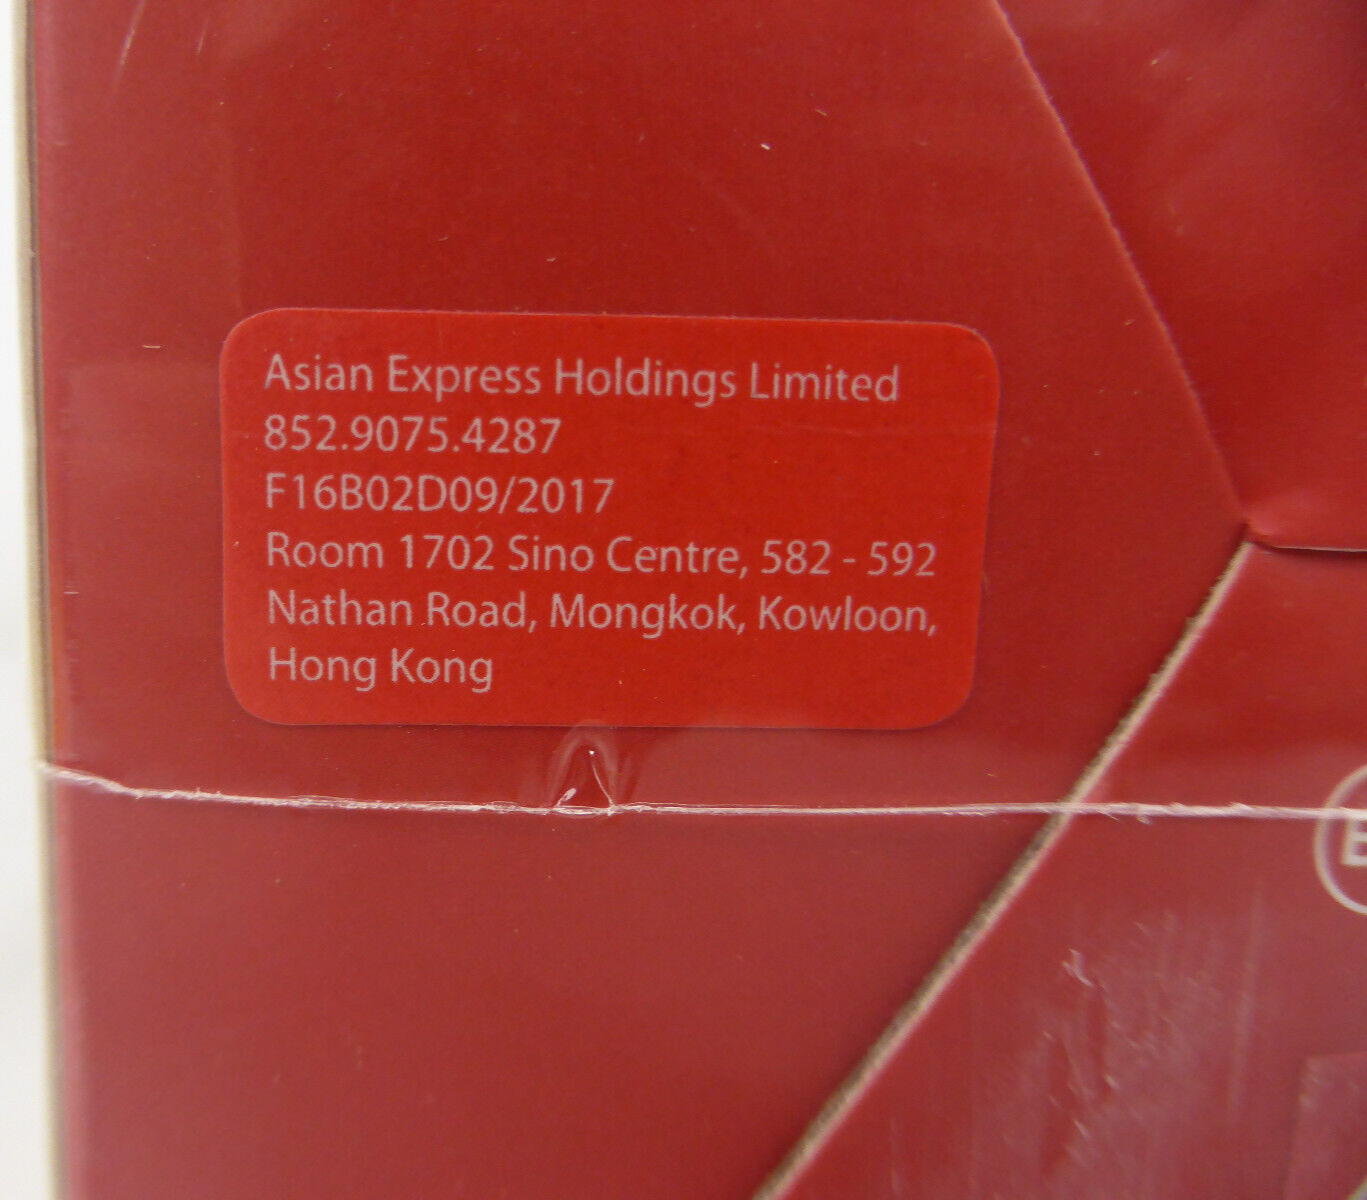 Asian Express Holdings Limited
852.9075.4287
F16B02D09/2017
Room 1702 Sino Centre, 582 - 592
Nathan Road, Mongkok, Kowloon,
Hong Kong